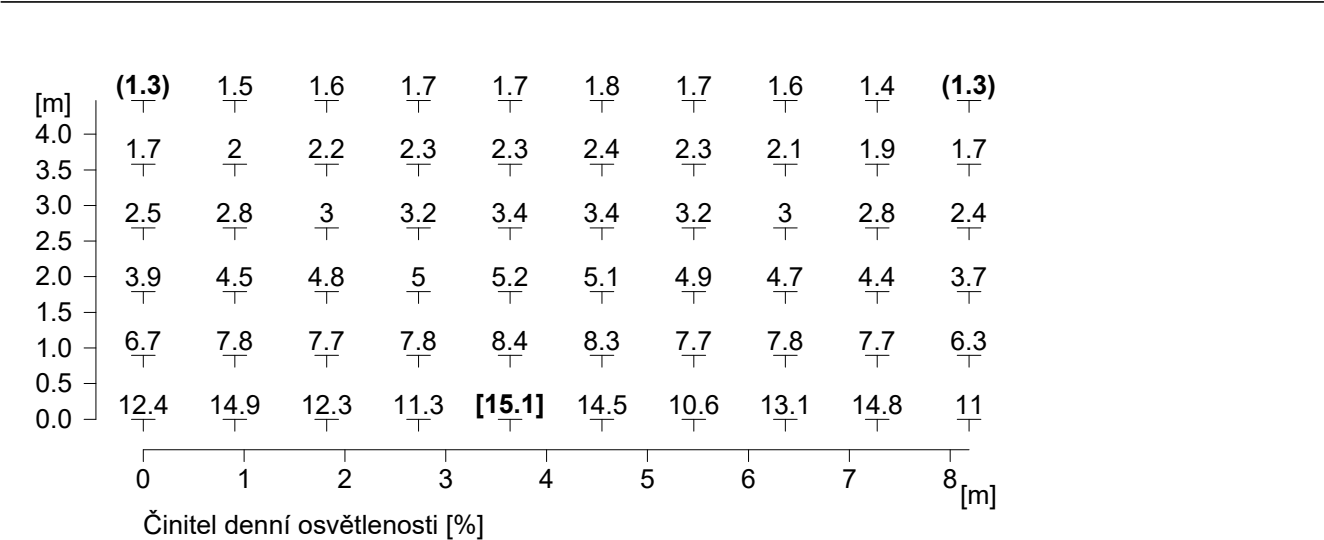 (1.3) 1.5 1.6 1.7 1.7 1.8 1.7 1.6 1.4 (1.3)
[m]
4.0
1.7 2 2.2 2.3 2.3 2.4 2.3 2.1 1.9 1.7
3.5
3.0
2.5 2.8 3 3.2 3.4 3.4 3.2 3 2.8 2.4
2.5
2.0
3.9 4.5 4.8 5 5.2 5.1 4.9 4.7 4.4 3.7
1.5
1.0
6.7 7.8 7.7 7.8 8.4 8.3 7.7 7.8 7.7 6.3
0.5
12.4 14.9 12.3 11.3 [15.1] 14.5 10.6 13.1 14.8 11
0.0
0 1 2 3 4 5 6 7 8
[m]
Činitel denní osvětlenosti [%]